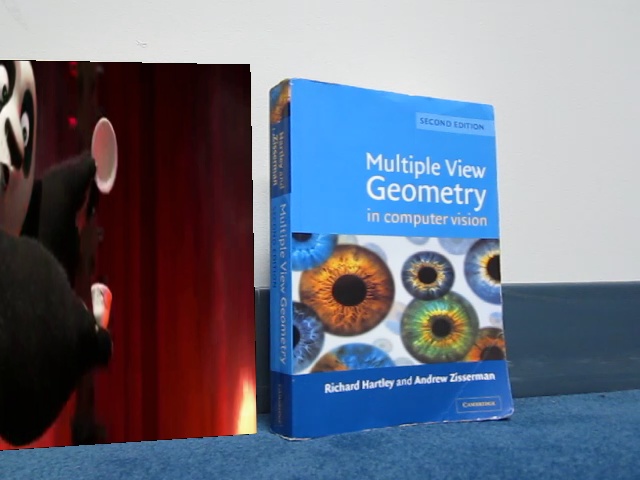 SECOND EDITION
Multiple View
Geometry
in computer vision
Richard Hartley and Andrew Zisserman
CAMBRIDGE
Hartley and
Zisserman
Multiple View Geometry